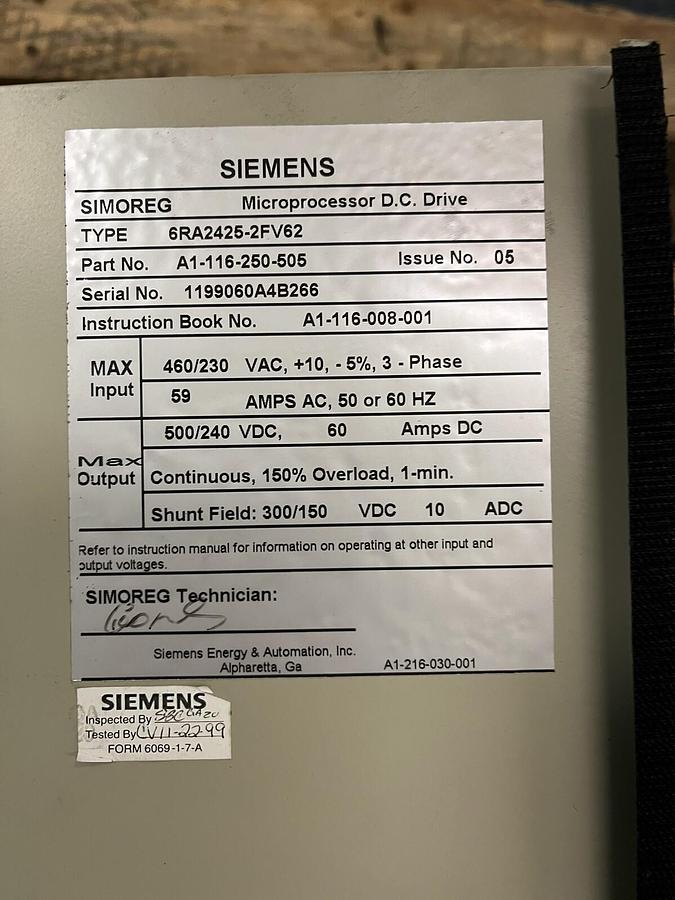 SIEMENS
SIMOREG Microprocessor D.C. Drive
TYPE 6RA2425-2FV62
Part No. A1-116-250-505 Issue No. 05
Serial No. 1199060A4B266
Instruction Book No. A1-116-008-001
MAX Input
460/230 VAC, +10, - 5%, 3 - Phase
59 AMPS AC, 50 or 60 HZ
Max Output
500/240 VDC, 60 Amps DC
Continuous, 150% Overload, 1-min.
Shunt Field: 300/150 VDC 10 ADC
Refer to instruction manual for information on operating at other input and
output voltages.
SIMOREG Technician:
Siemens Energy & Automation, Inc.
Alpharetta, Ga A1-216-030-001
SIEMENS
Inspected By
Tested By CV 11-22-99
FORM 6069-1-7-A